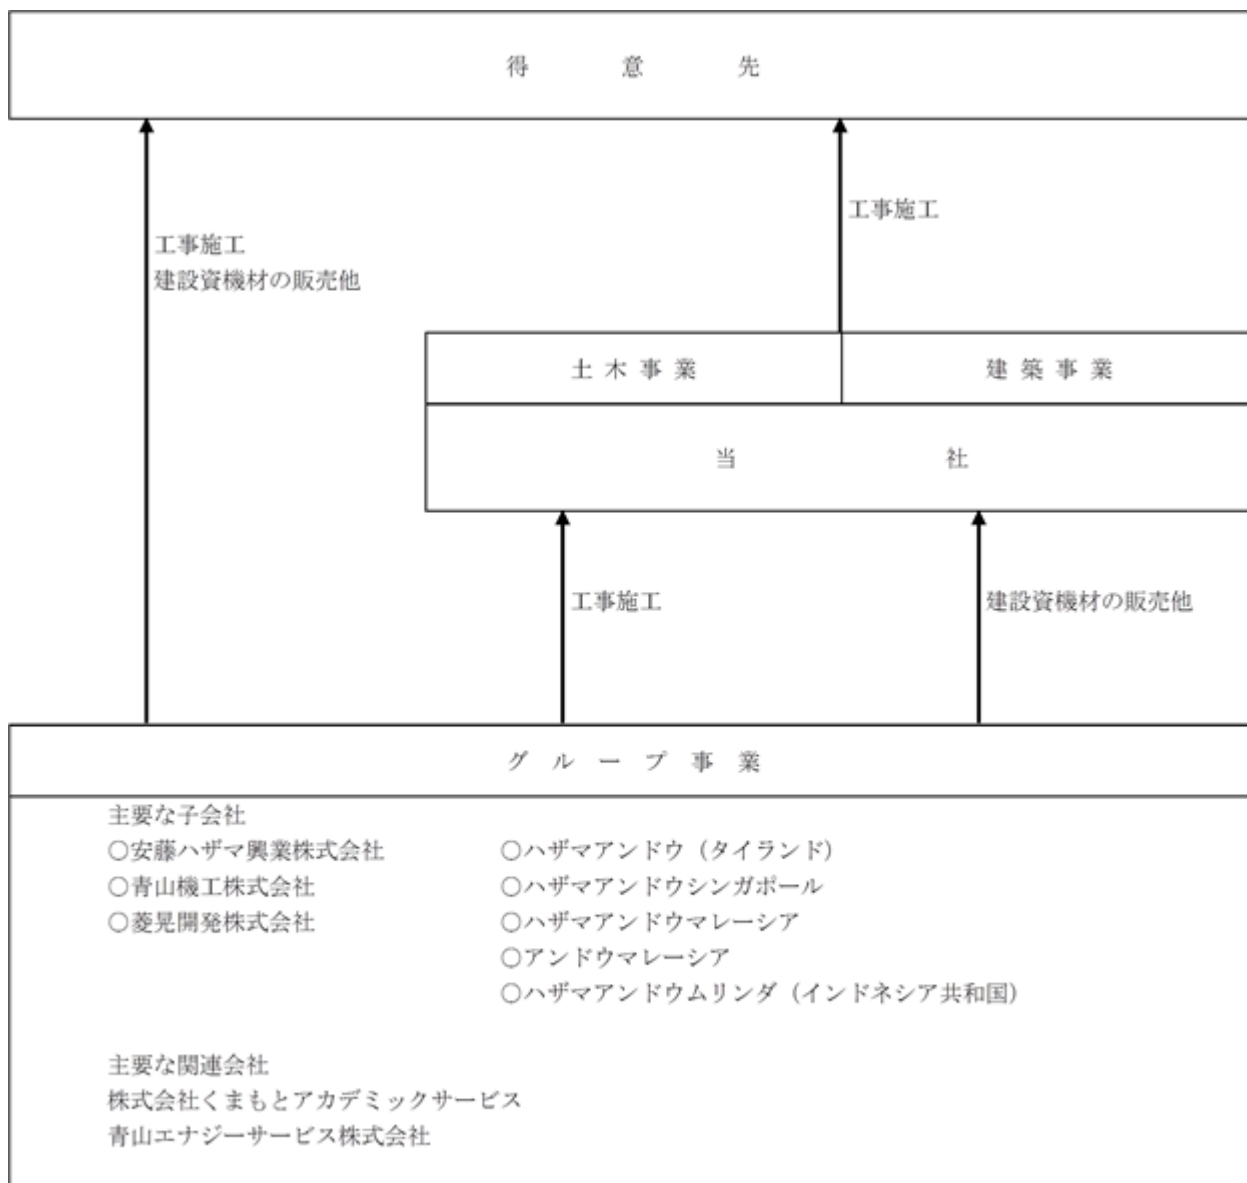 得意先
工事施工
工事施工
建設資機材の販売他
土木事業 建築事業
当社
工事施工 建設資機材の販売他
グループ事業
主要な子会社
○安藤ハザマ興業株式会社 ○ハザマアンドウ（タイランド）
○青山機工株式会社 ○ハザマアンドウシンガポール
○菱晃開発株式会社 ○ハザマアンドウマレーシア
○アンドウマレーシア
○ハザマアンドウムリンダ（インドネシア共和国）
主要な関連会社
株式会社くまもとアカデミックサービス
青山エナジーサービス株式会社